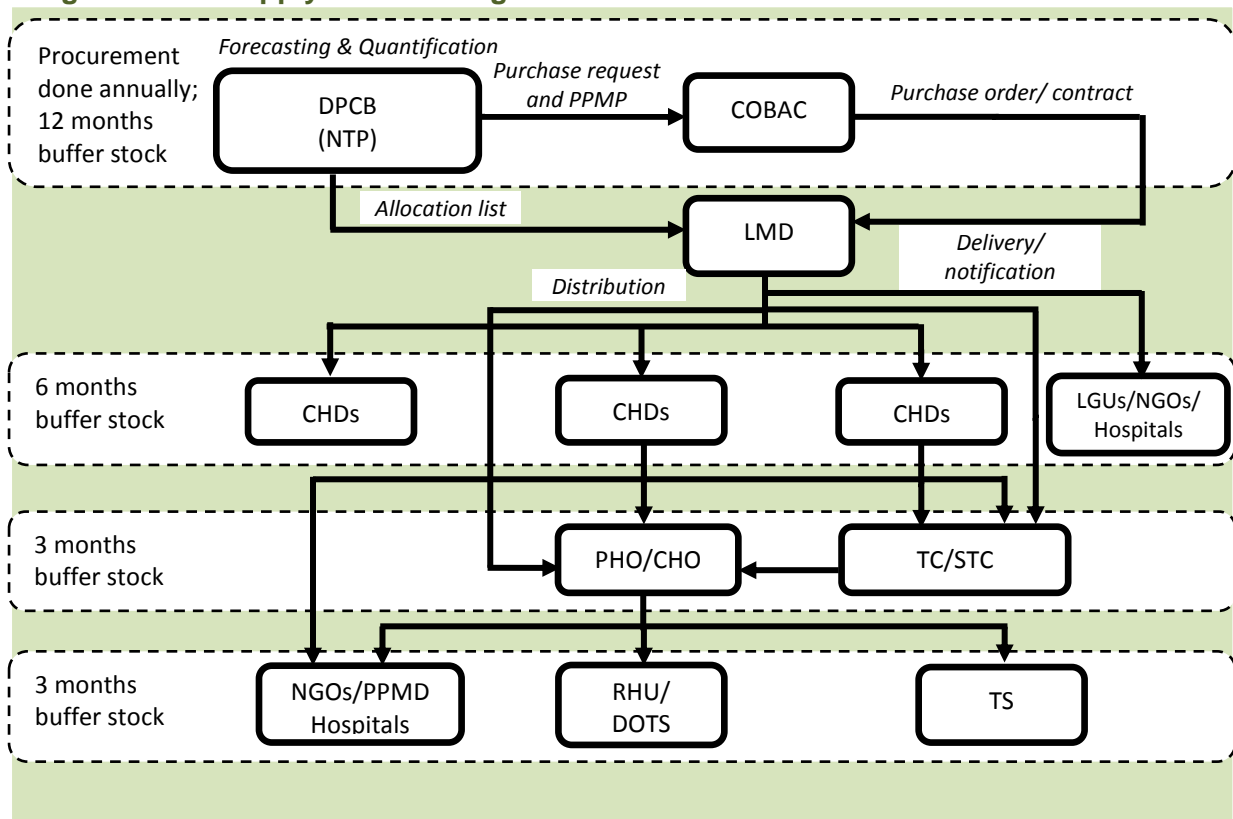 Forecasting & Quantification
Procurement
done annually;
12 months
buffer stock
DPCB
(NTP)
Purchase request
and PPMP
COBAC
Purchase order/ contract
Allocation list
LMD
Delivery/
notification
Distribution
6 months
buffer stock
CHDs
CHDs
CHDs
LGUs/NGOs/
Hospitals
3 months
buffer stock
PHO/CHO
TC/STC
3 months
buffer stock
NGOs/PPMD
Hospitals
RHU/
DOTS
TS